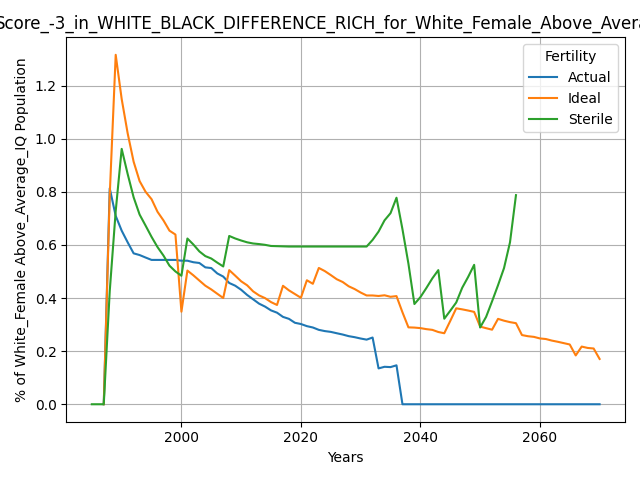 Score_-3_in_WHITE_BLACK_DIFFERENCE_RICH_for_White_Female_Above_Avera
% of White_Female Above_Average_IQ Population
1.2
1.0
0.8
0.6
0.4
0.2
0.0
Fertility
Actual
Ideal
Sterile
2000
2020
2040
2060
Years